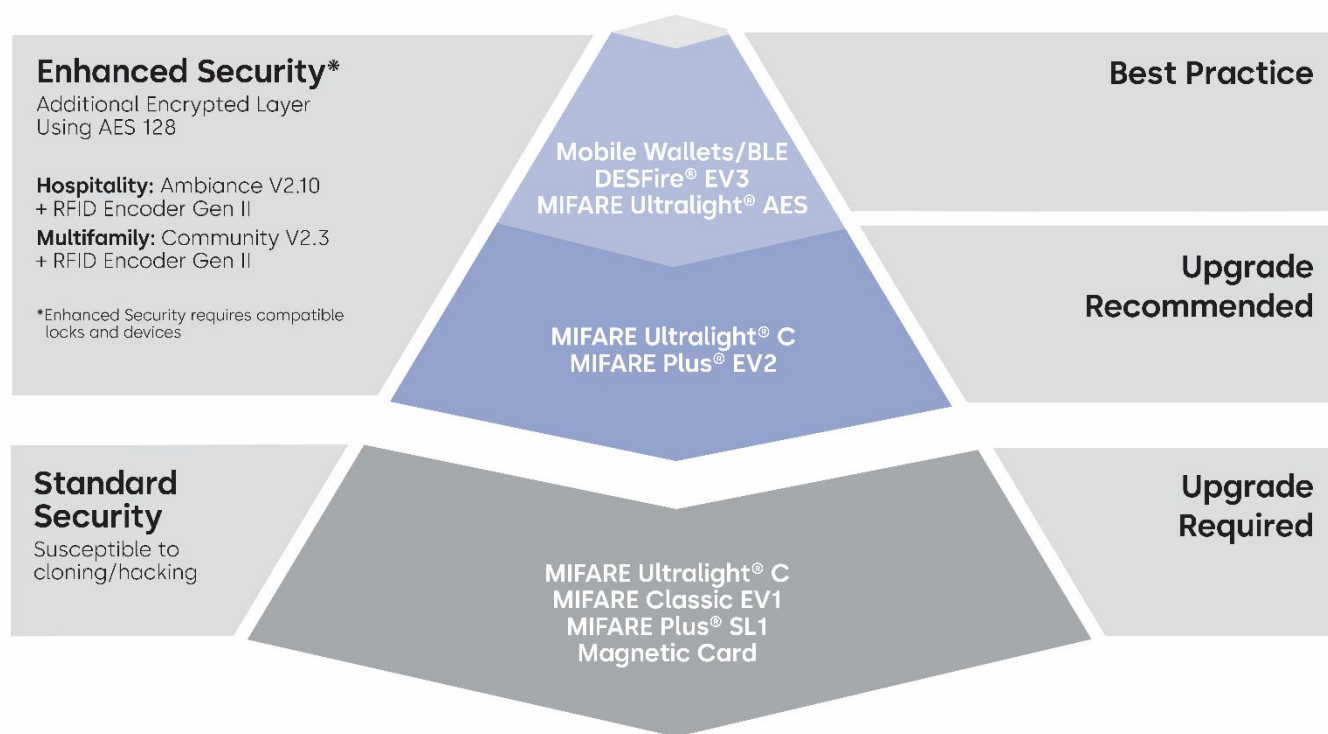 Enhanced Security*
Additional Encrypted Layer
Using AES 128
Hospitality: Ambiance V2.10
+ RFID Encoder Gen II
Multifamily: Community V2.3
+ RFID Encoder Gen II
*Enhanced Security requires compatible
locks and devices
Mobile Wallets/BLE
DESFire® EV3
MIFARE Ultralight® AES
Best Practice
MIFARE Ultralight® C
MIFARE Plus® EV2
Upgrade
Recommended
Standard
Security
Susceptible to
cloning/hacking
MIFARE Ultralight® C
MIFARE Classic EV1
MIFARE Plus® SL1
Magnetic Card
Upgrade
Required